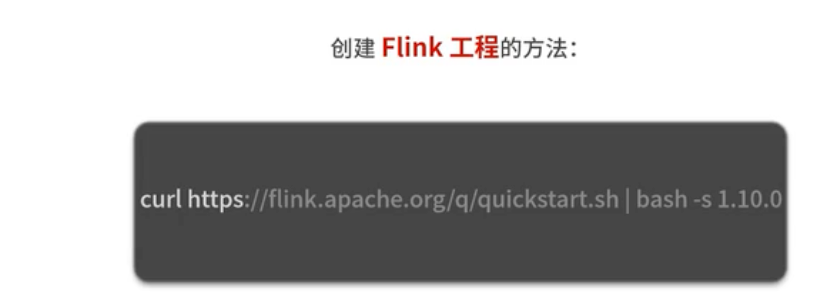 创建 Flink 工程的方法：
curl https://flink.apache.org/q/quickstart.sh | bash -s 1.10.0